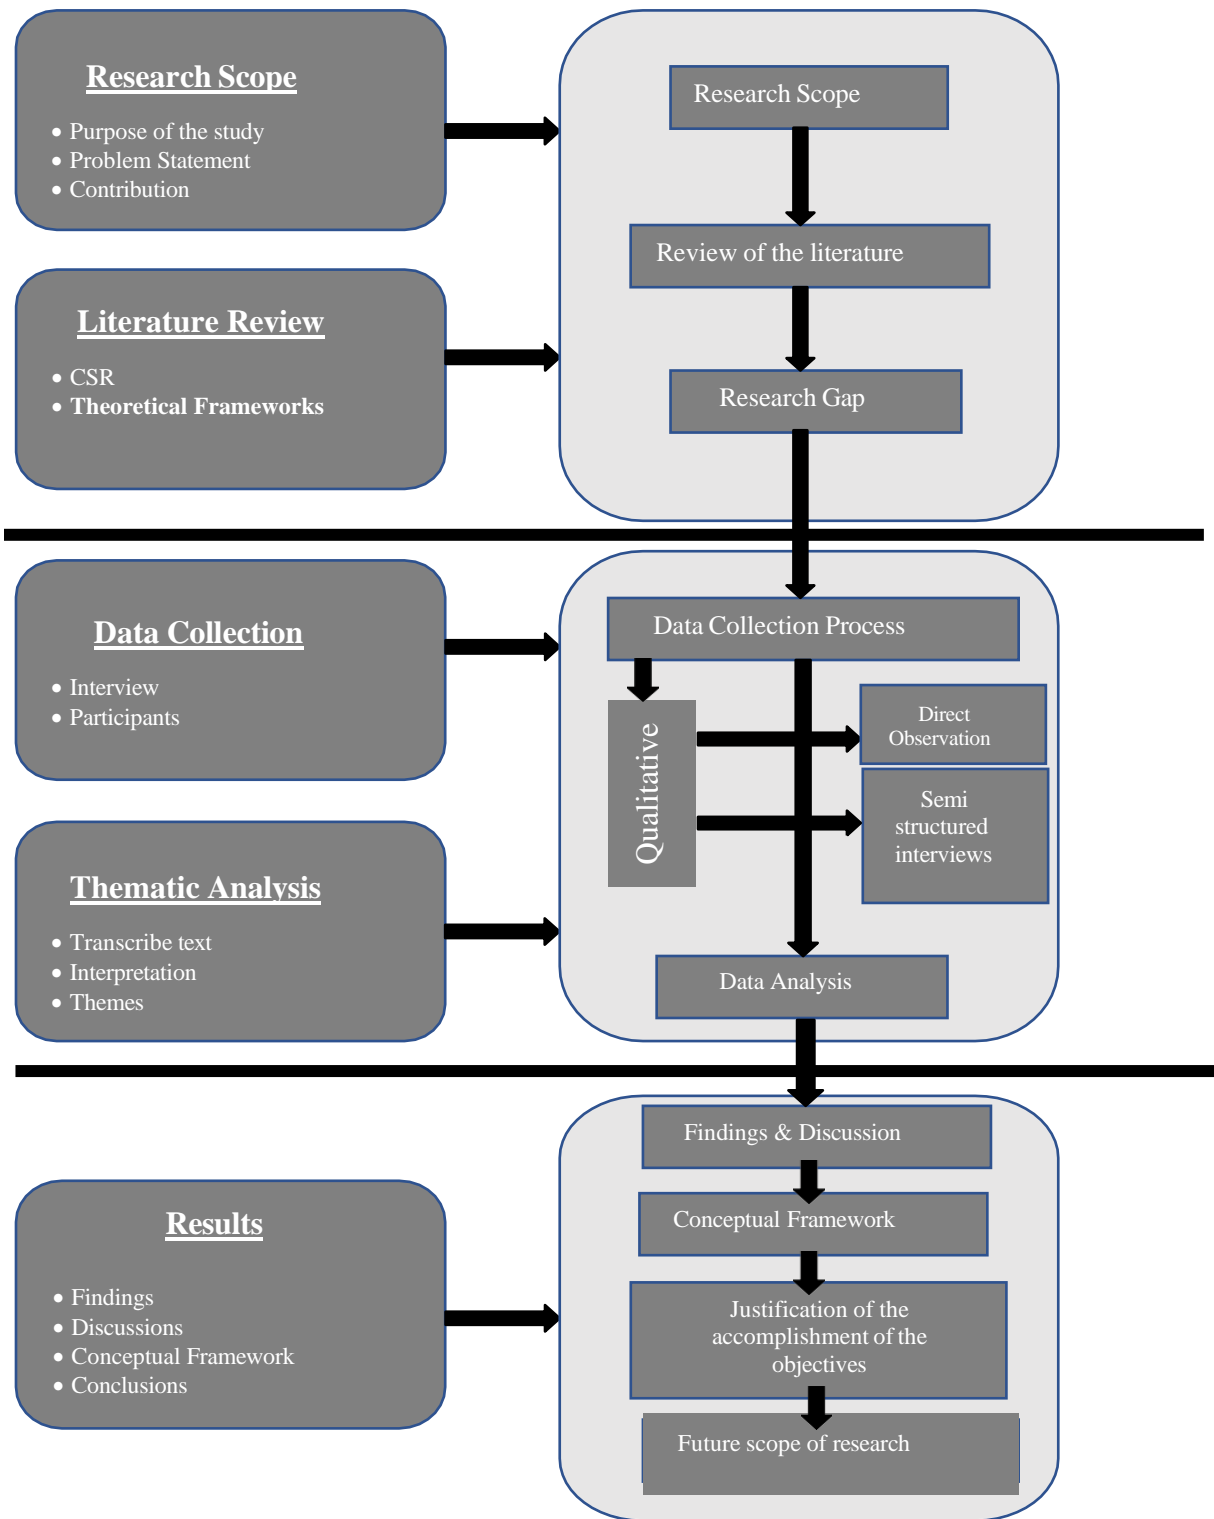 Research Scope
• Purpose of the study
• Problem Statement
• Contribution
Research Scope
Review of the literature
Literature Review
• CSR
• Theoretical Frameworks
Research Gap
Data Collection
• Interview
• Participants
Data Collection Process
Qualitative
Direct
Observation
Semi
structured
interviews
Thematic Analysis
• Transcribe text
• Interpretation
• Themes
Data Analysis
Findings & Discussion
Conceptual Framework
Results
• Findings
• Discussions
• Conceptual Framework
• Conclusions
Justification of the
accomplishment of the
objectives
Future scope of research